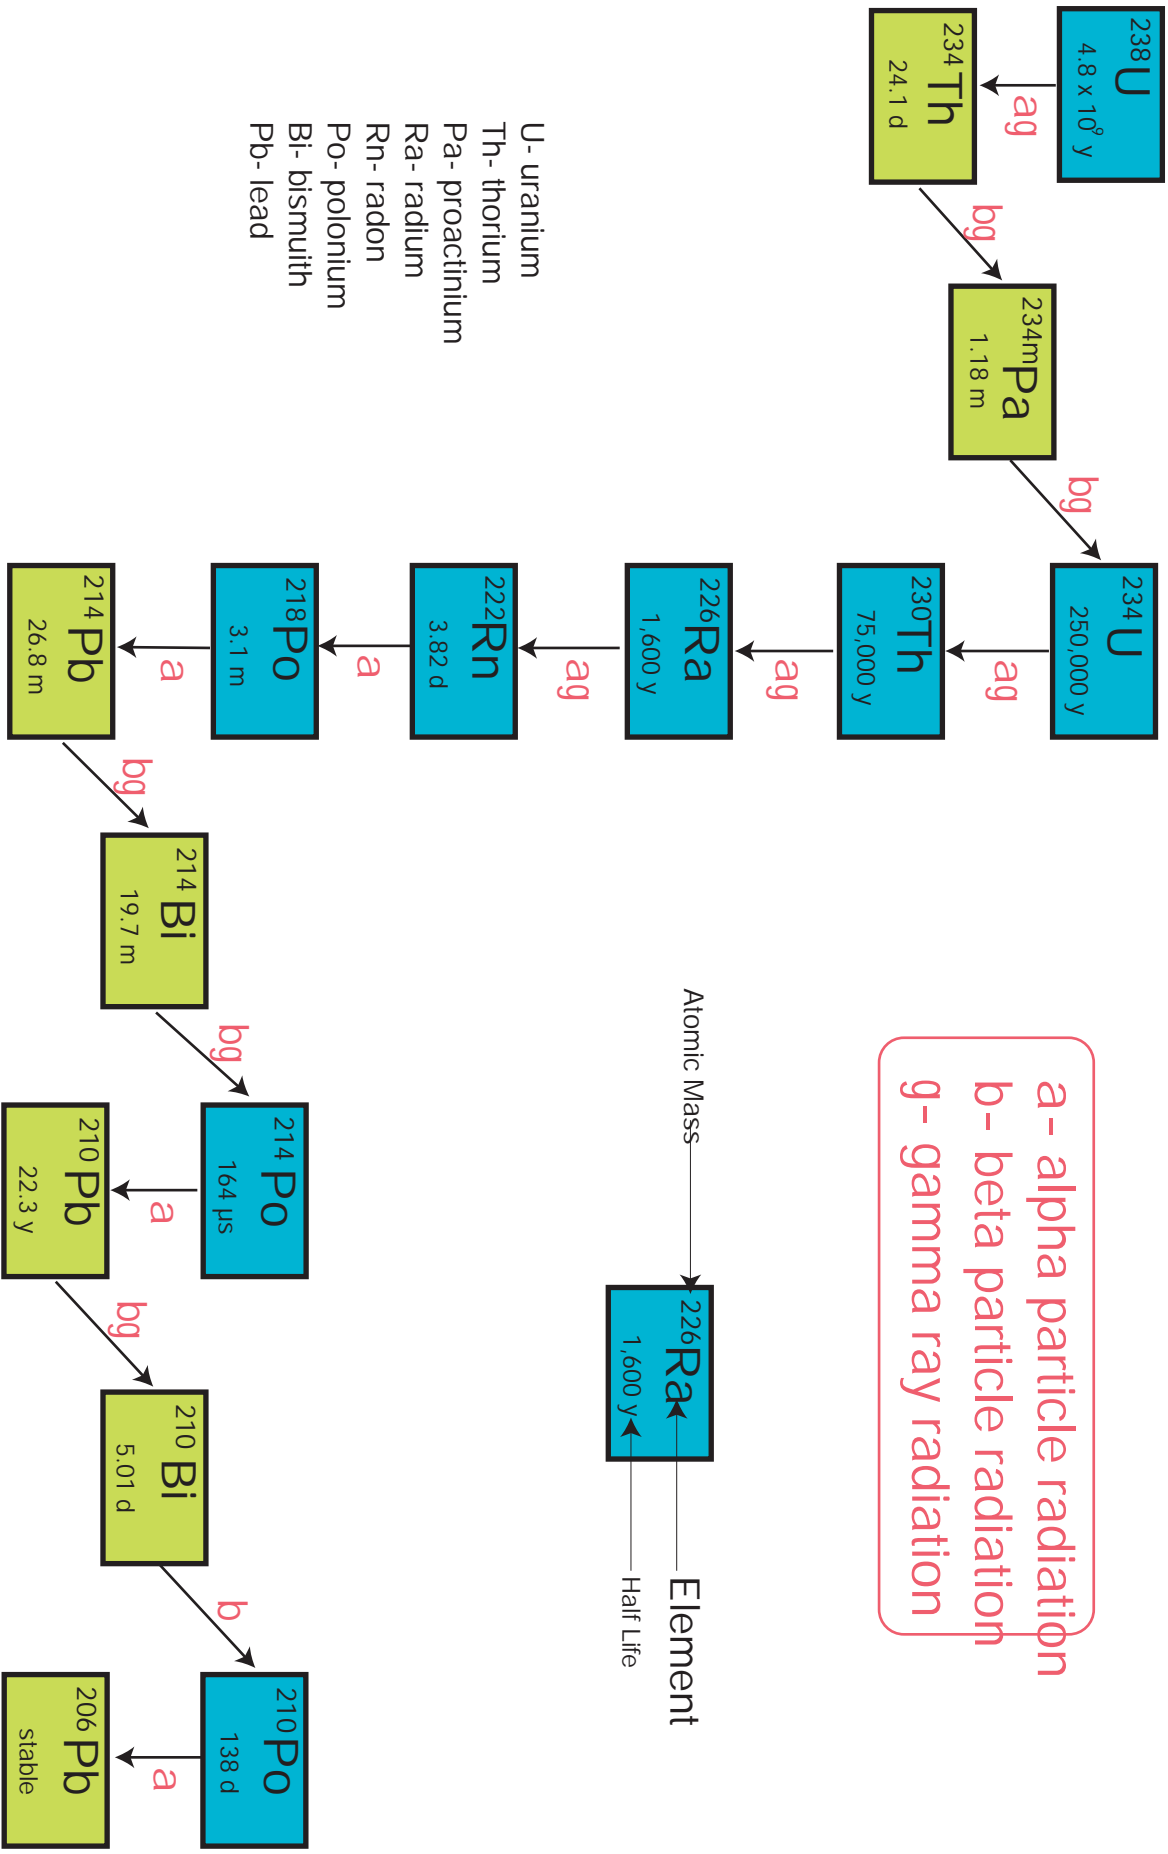 238U
4.8 x 10⁹ y
ag
234Th
24.1 d
bg
234mPa
1.18 m
bg
234U
250,000 y
ag
230Th
75,000 y
ag
226Ra
1,600 y
ag
222Rn
3.82 d
a
218Po
3.1 m
a
214Pb
26.8 m
bg
214Bi
19.7 m
bg
214Po
164 µs
a
210Pb
22.3 y
bg
210Bi
5.01 d
b
210Po
138 d
a
206Pb
stable
a- alpha particle radiation
b- beta particle radiation
g- gamma ray radiation
Atomic Mass
226Ra
1,600 y
Element
Half Life
U- uranium
Th- thorium
Pa- proactinium
Ra- radium
Rn- radon
Po- polonium
Bi- bismuith
Pb- lead